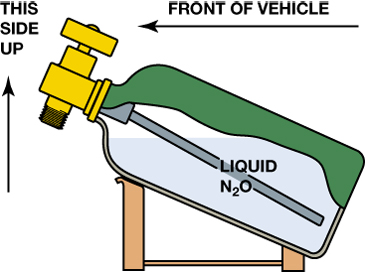 THIS
SIDE
UP
FRONT OF VEHICLE
LIQUID
N₂O